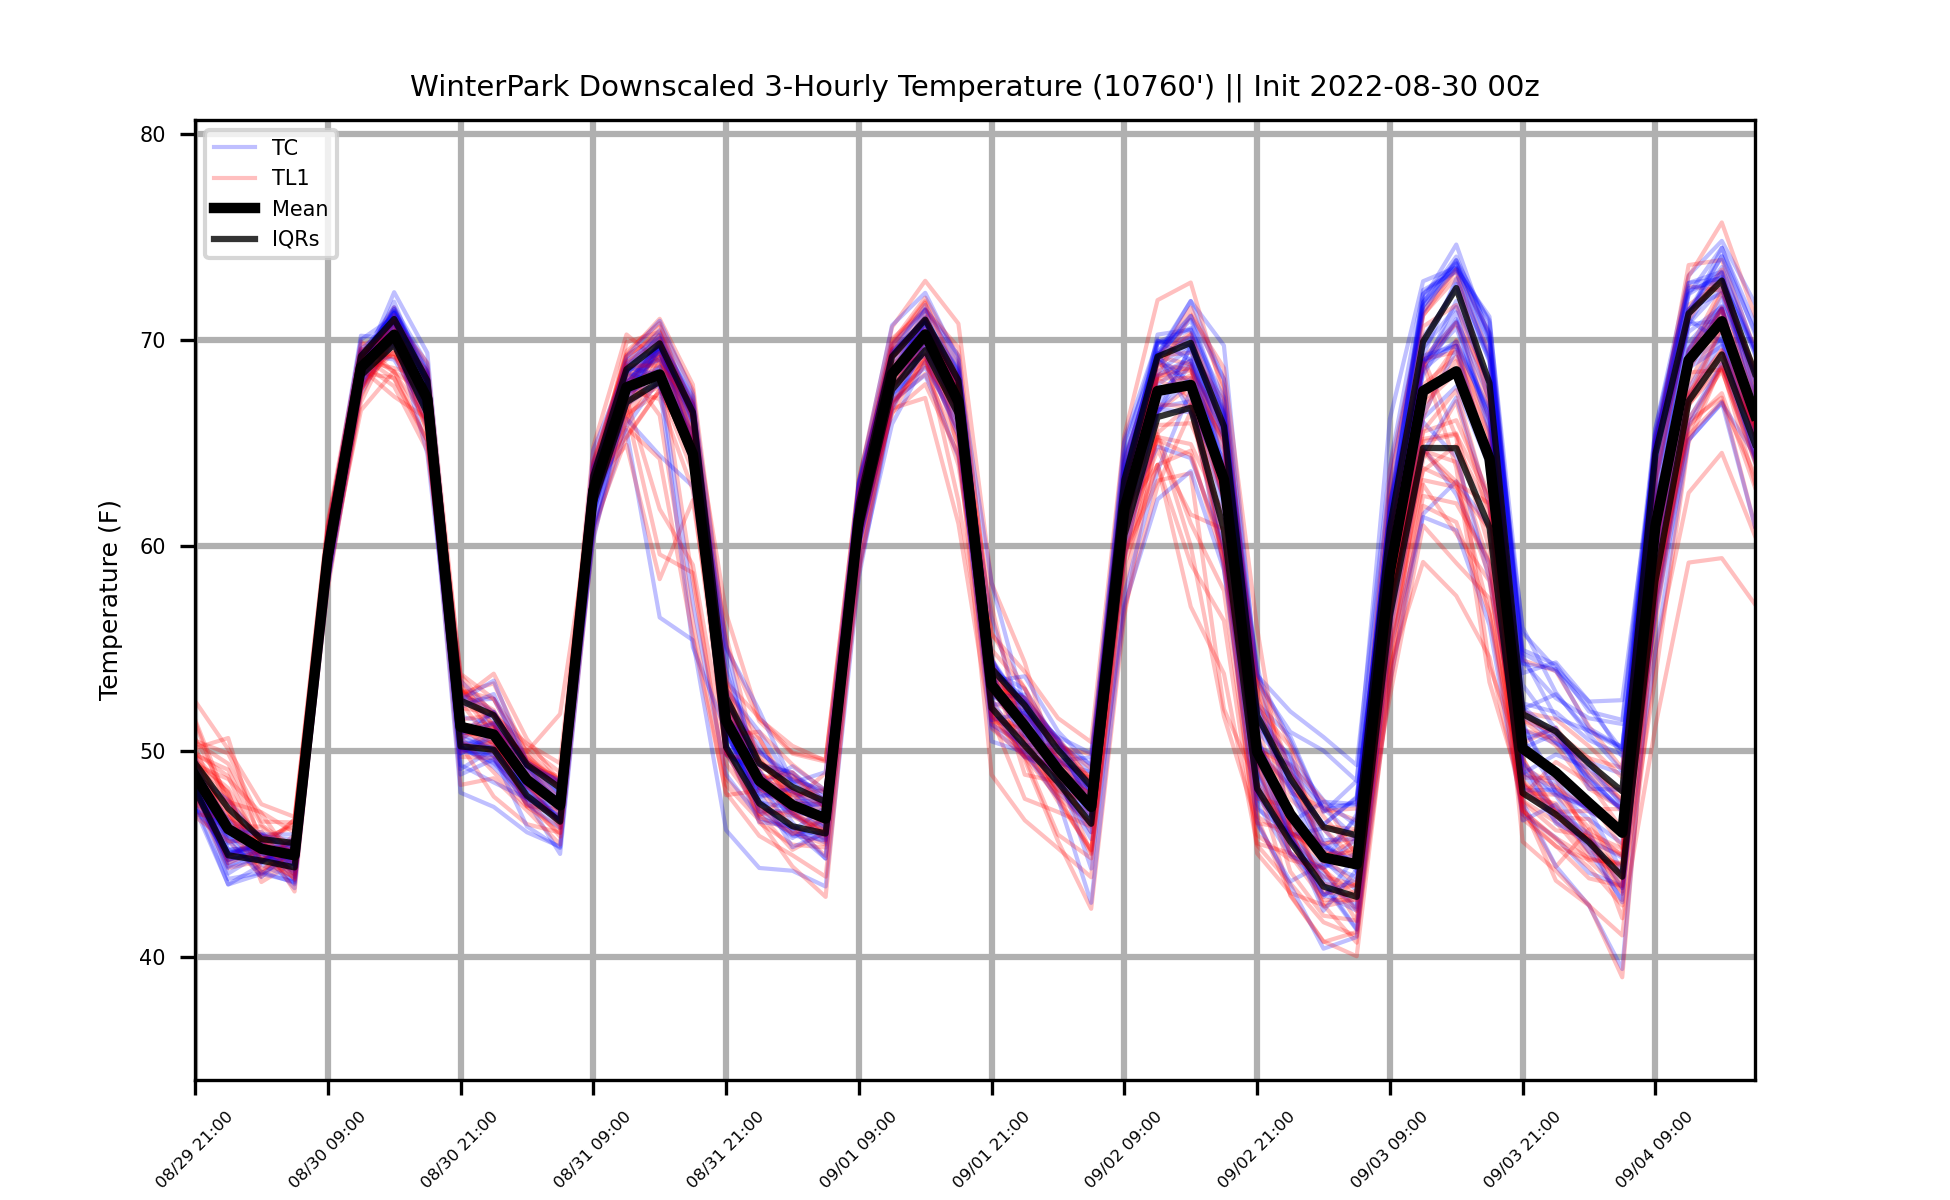 WinterPark Downscaled 3-Hourly Temperature (10760') || Init 2022-08-30 00z
80
70
60
50
40
Temperature (F)
TC
TL1
Mean
IQRs
08/29 21:00
08/30 09:00
08/30 21:00
08/31 09:00
08/31 21:00
09/01 09:00
09/01 21:00
09/02 09:00
09/02 21:00
09/03 09:00
09/03 21:00
09/04 09:00